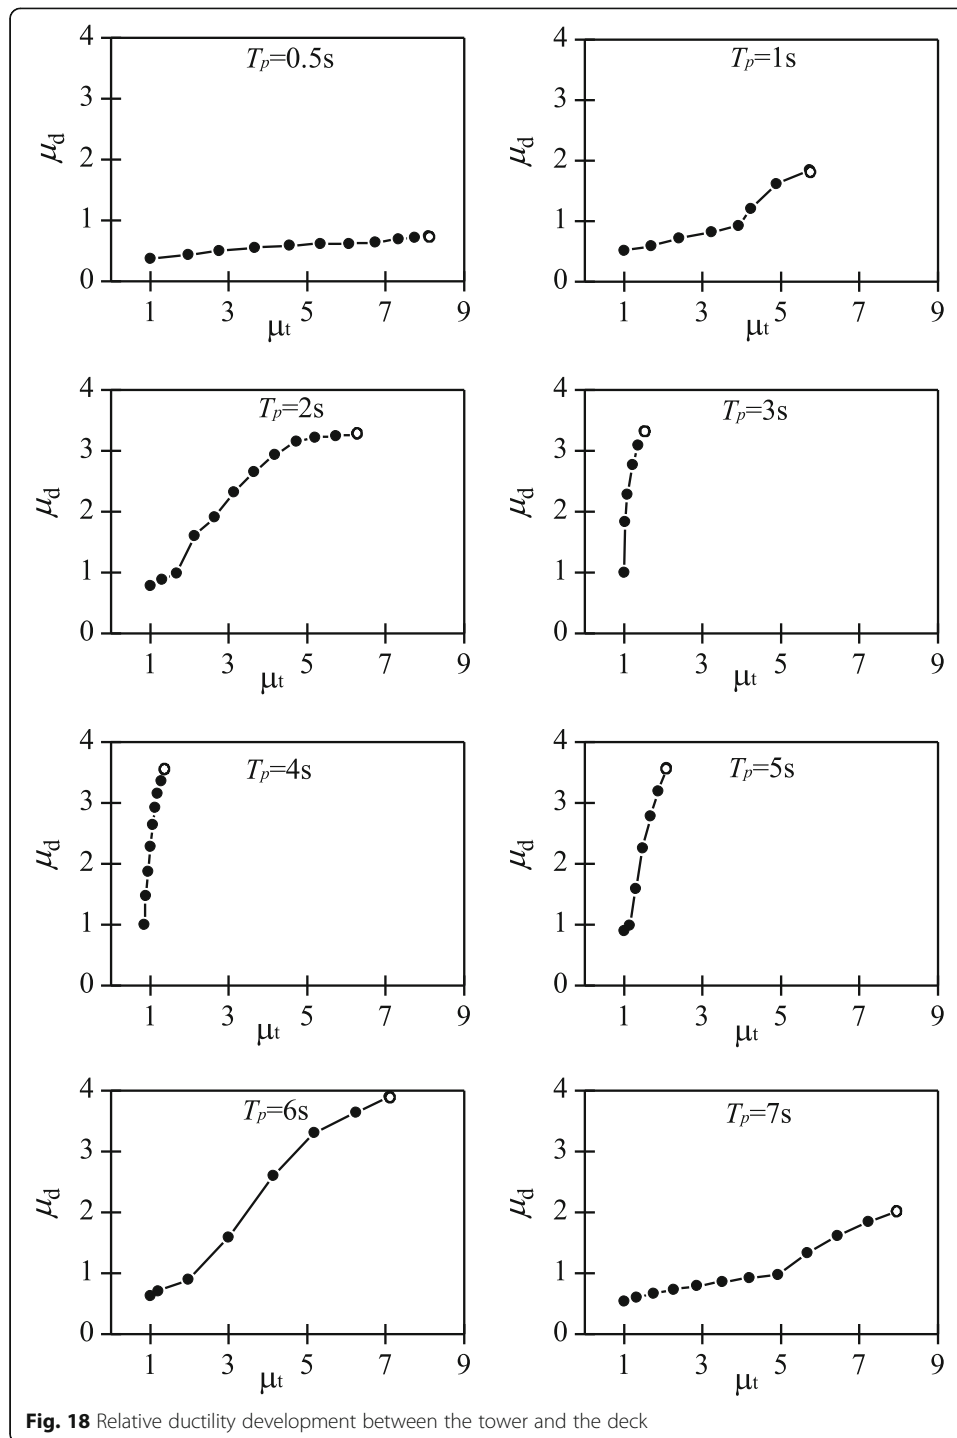 4
T_p=0.5s
3
μ_d
2
1
0
1 3 5 7 9
μ_t
4
T_p=1s
3
μ_d
2
1
0
1 3 5 7 9
μ_t
4
T_p=2s
3
μ_d
2
1
0
1 3 5 7 9
μ_t
4
T_p=3s
3
μ_d
2
1
0
1 3 5 7 9
μ_t
4
T_p=4s
3
μ_d
2
1
0
1 3 5 7 9
μ_t
4
T_p=5s
3
μ_d
2
1
0
1 3 5 7 9
μ_t
4
T_p=6s
3
μ_d
2
1
0
1 3 5 7 9
μ_t
4
T_p=7s
3
μ_d
2
1
0
1 3 5 7 9
μ_t
Fig. 18 Relative ductility development between the tower and the deck